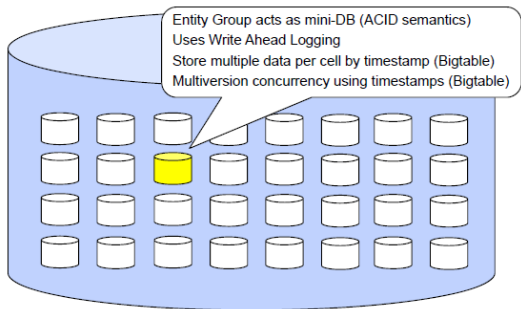 Entity Group acts as mini-DB (ACID semantics)
Uses Write Ahead Logging
Store multiple data per cell by timestamp (Bigtable)
Multiversion concurrency using timestamps (Bigtable)